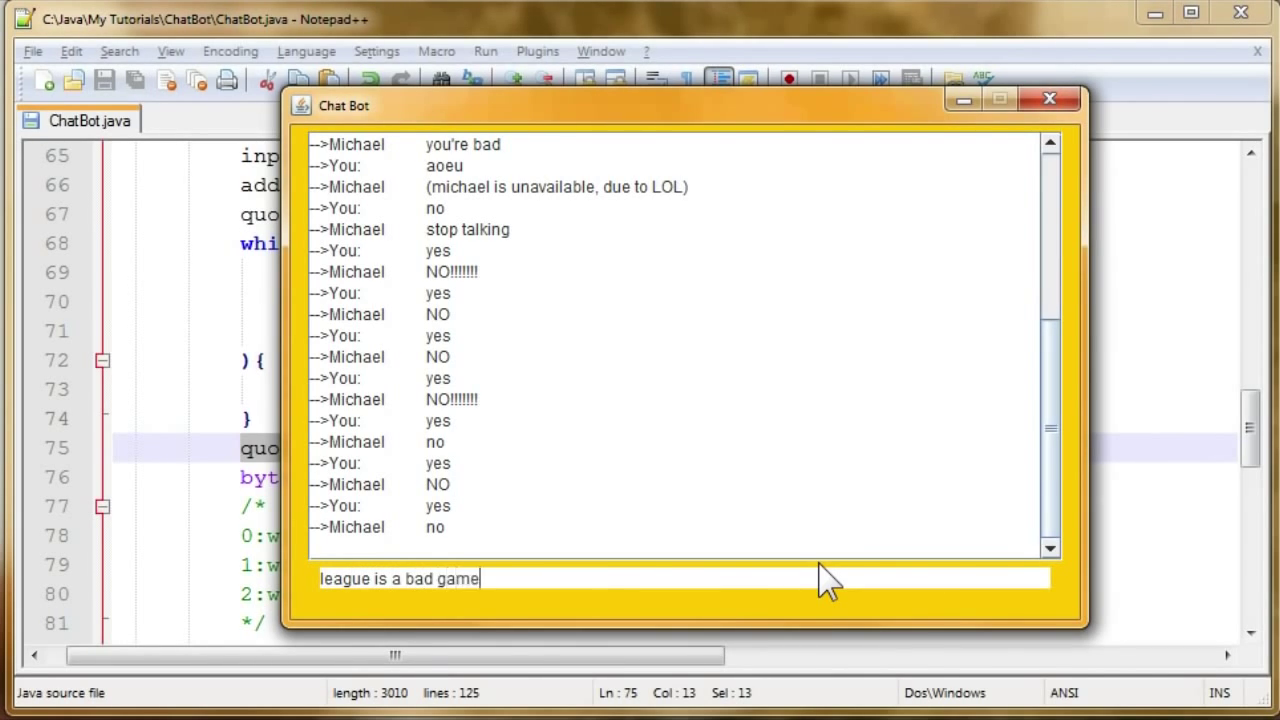 C:\Java\My Tutorials\ChatBot\ChatBot.java - Notepad++
File Edit Search View Encoding Language Settings Macro Run Plugins Window ? X
ABC
Chat Bot
ChatBot.java
-->Michael you're bad
65 inp
-->You: aoeu
66 add
-->Michael (michael is unavailable, due to LOL)
67 quo
-->You: no
-->Michael stop talking
68 whi
-->You: yes
69
-->Michael NO!!!!!!!
70
-->You: yes
-->Michael NO
71
-->You: yes
72 ){
-->Michael NO
-->You: yes
73
-->Michael NO!!!!!!!
74 }
-->You: yes
75 quo
-->Michael no
-->You: yes
76 byt
-->Michael NO
77 /*
-->You: yes
-->Michael no
78 0:w
79 1:w
league is a bad game
80 2:w
81 */
Java source file length : 3010 lines : 125 Ln : 75 Col : 13 Sel : 13 Dos\Windows ANSI INS